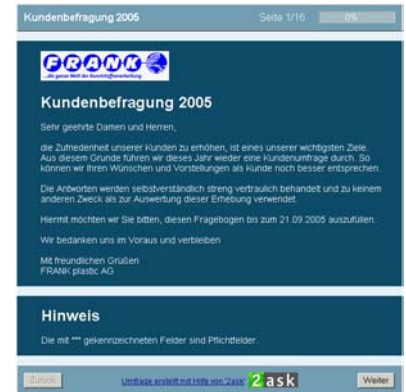 Kundenbefragung 2005 Seite 1/16 0%
FRANK
...die ganze Welt der Kunststoffverarbeitung
Kundenbefragung 2005
Sehr geehrte Damen und Herren,
die Zufriedenheit unserer Kunden zu erhöhen, ist eines unserer wichtigsten Ziele.
Aus diesem Grunde führen wir dieses Jahr wieder eine Kundenumfrage durch. So
können wir Ihren Wünschen und Vorstellungen als Kunde noch besser entsprechen.
Die Antworten werden selbstverständlich streng vertraulich behandelt und zu keinem
anderen Zweck als zur Auswertung dieser Erhebung verwendet.
Hiermit möchten wir Sie bitten, diesen Fragebogen bis zum 21.09.2005 auszufüllen.
Wir bedanken uns im Voraus und verbleiben
Mit freundlichen Grüßen
FRANK plastic AG
Hinweis
Die mit *** gekennzeichneten Felder sind Pflichtfelder.
Zurück Umfrage erstellt mit Hilfe von '2ask' 2ask Weiter